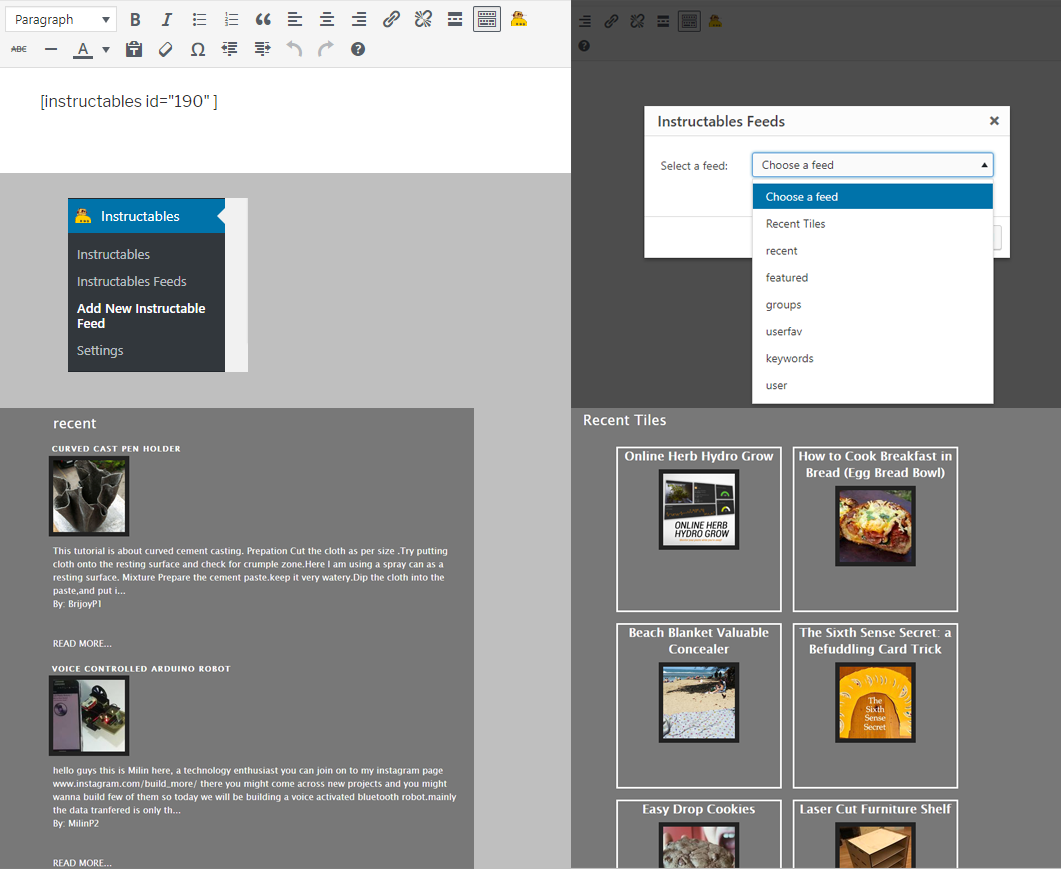 Paragraph
B I
ABC A Ω
[instructables id="190" ]
Instructables
Instructables
Instructables Feeds
Add New Instructable
Feed
Settings
Instructables Feeds
Select a feed:
Choose a feed
Choose a feed
Recent Tiles
recent
featured
groups
userfav
keywords
user
recent
CURVED CAST PEN HOLDER
This tutorial is about curved cement casting. Prepation Cut the cloth as per size .Try putting
cloth onto the resting surface and check for crumple zone.Here I am using a spray can as a
resting surface. Mixture Prepare the cement paste.keep it very watery.Dip the cloth into the
paste,and put i...
By: BrijoyP1
READ MORE...
VOICE CONTROLLED ARDUINO ROBOT
hello guys this is Milin here, a technology enthusiast you can join on to my instagram page
www.instagram.com/build_more/ there you might come across new projects and you might
wanna build few of them so today we will be building a voice activated bluetooth robot.mainly
the data tranfered is only th...
By: MilinP2
READ MORE...
Recent Tiles
Online Herb Hydro Grow
ONLINE HERB
HYDRO GROW
How to Cook Breakfast in
Bread (Egg Bread Bowl)
Beach Blanket Valuable
Concealer
The Sixth Sense Secret: a
Befuddling Card Trick
The
Sixth
Sense
Secret
Easy Drop Cookies
Laser Cut Furniture Shelf